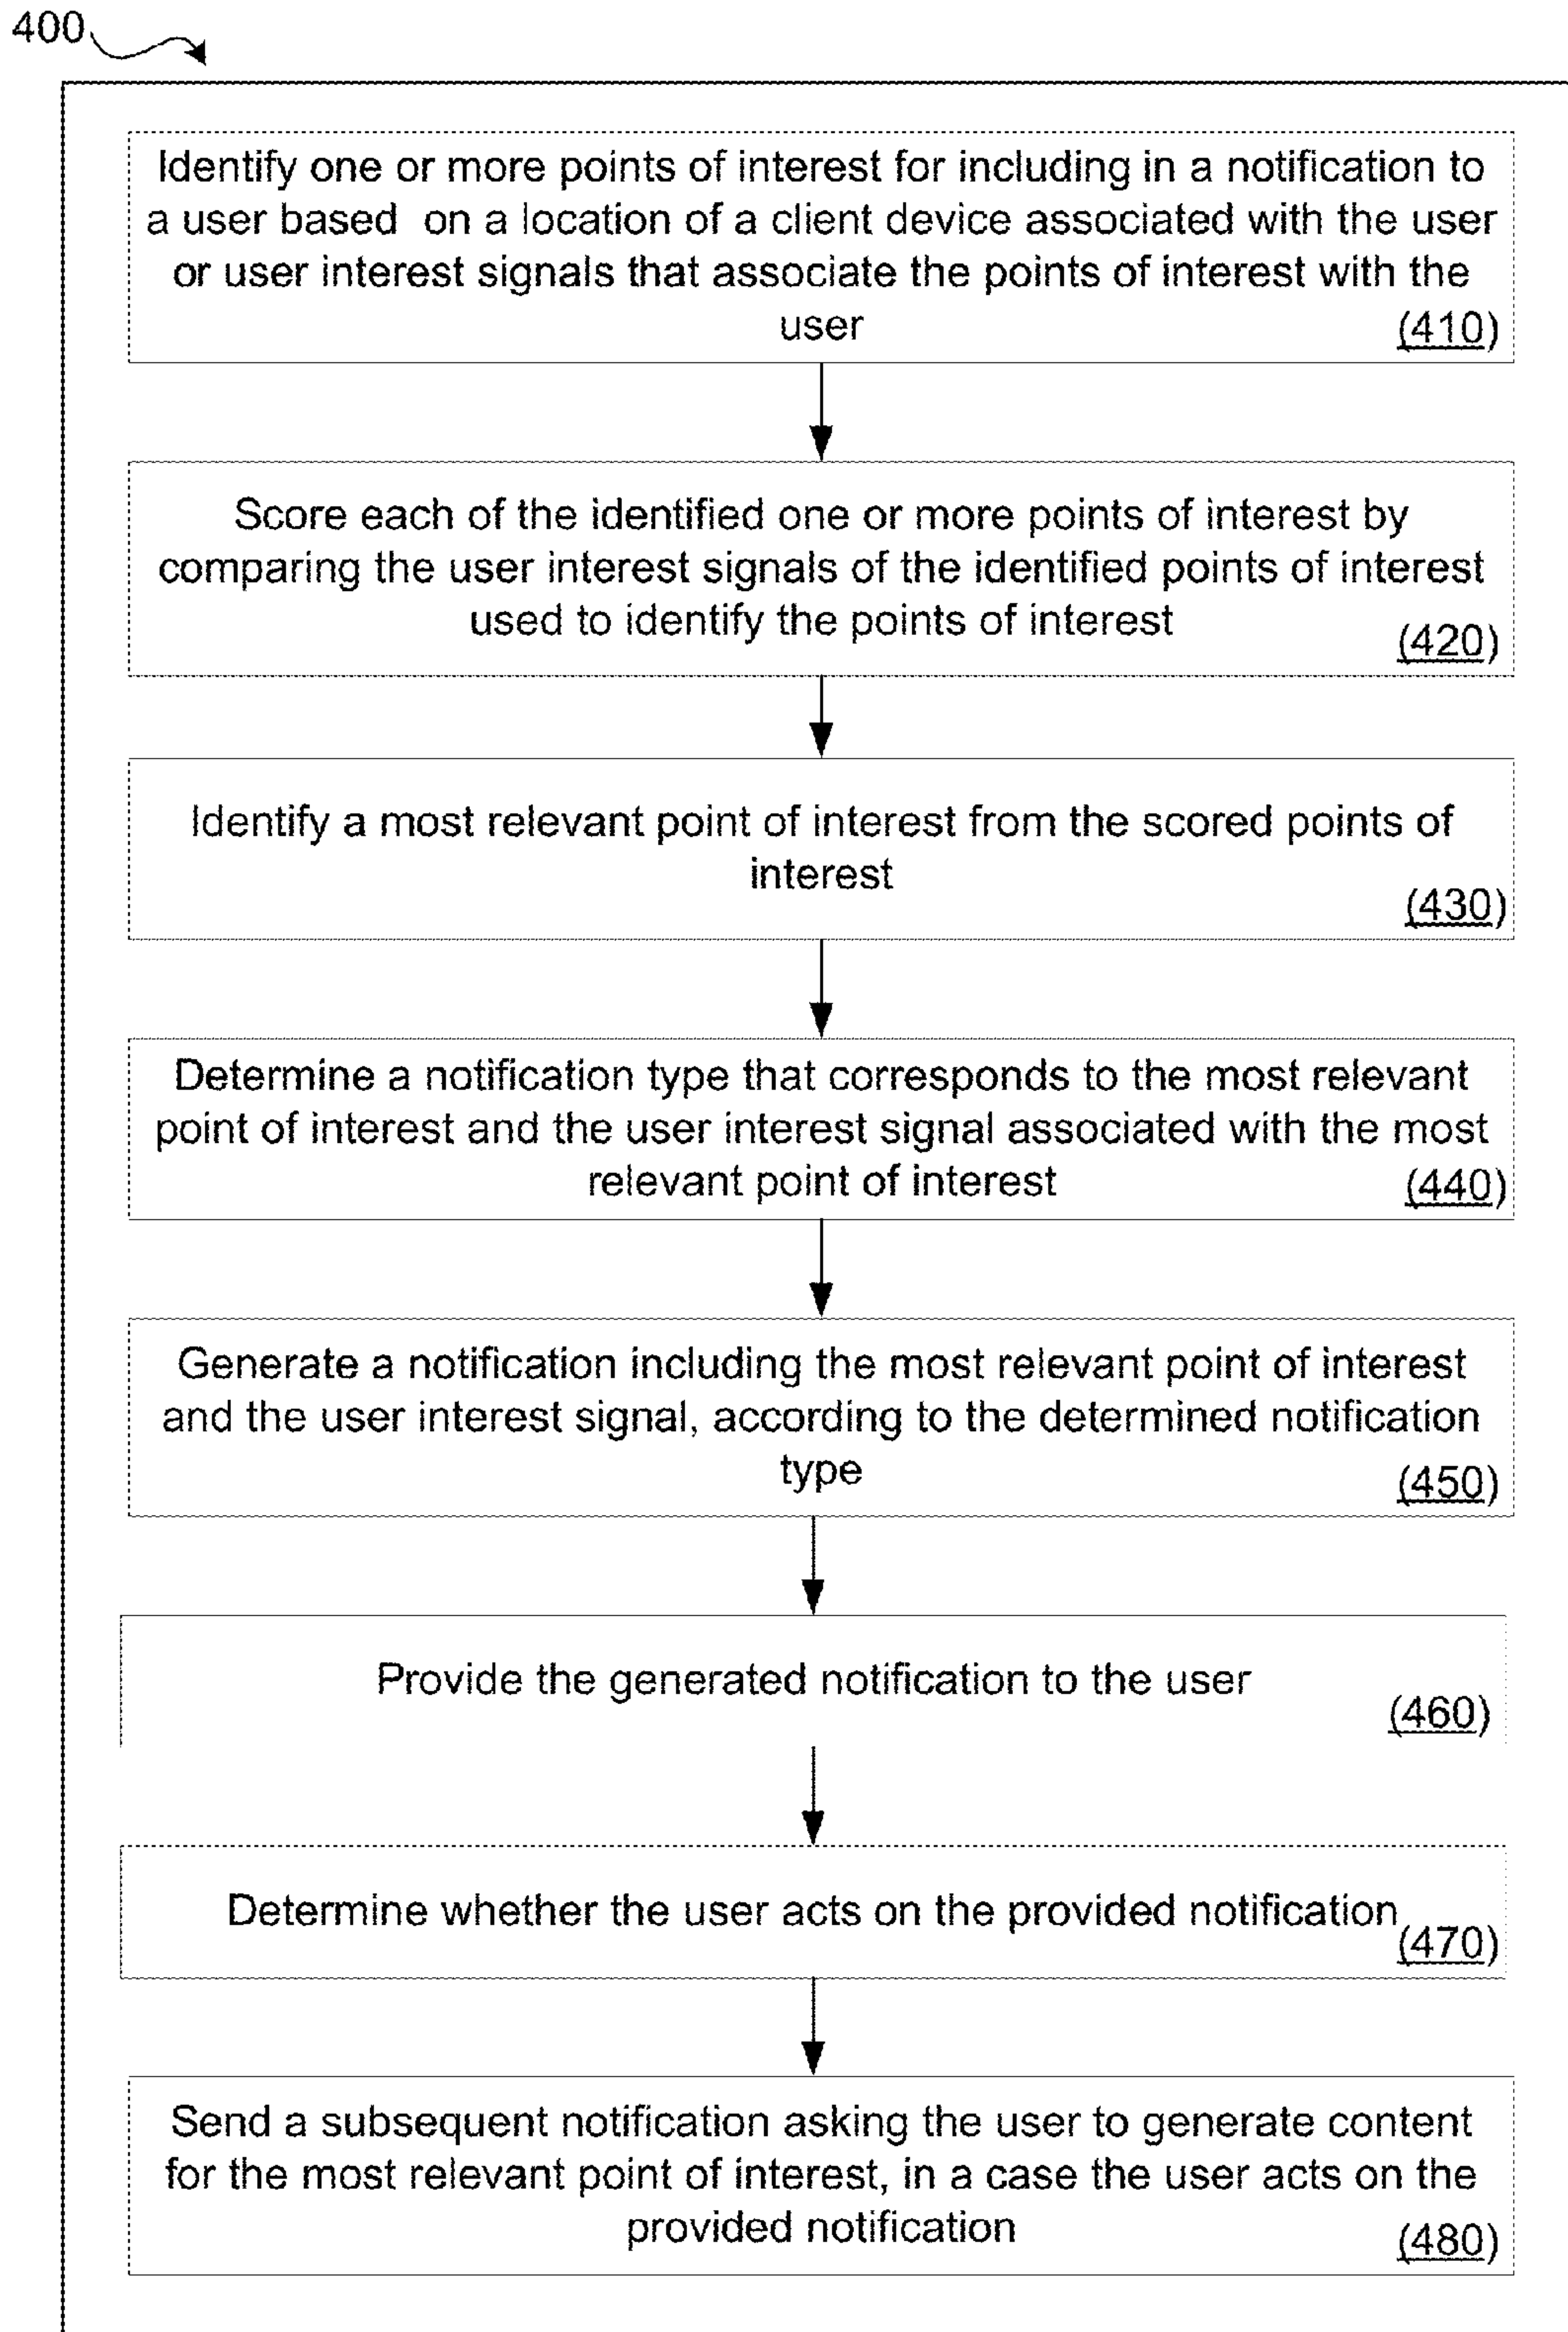 400
Identify one or more points of interest for including in a notification to
a user based on a location of a client device associated with the user
or user interest signals that associate the points of interest with the
user
(410)
Score each of the identified one or more points of interest by
comparing the user interest signals of the identified points of interest
used to identify the points of interest
(420)
Identify a most relevant point of interest from the scored points of
interest
(430)
Determine a notification type that corresponds to the most relevant
point of interest and the user interest signal associated with the most
relevant point of interest
(440)
Generate a notification including the most relevant point of interest
and the user interest signal, according to the determined notification
type
(450)
Provide the generated notification to the user
(460)
Determine whether the user acts on the provided notification
(470)
Send a subsequent notification asking the user to generate content
for the most relevant point of interest, in a case the user acts on the
provided notification
(480)